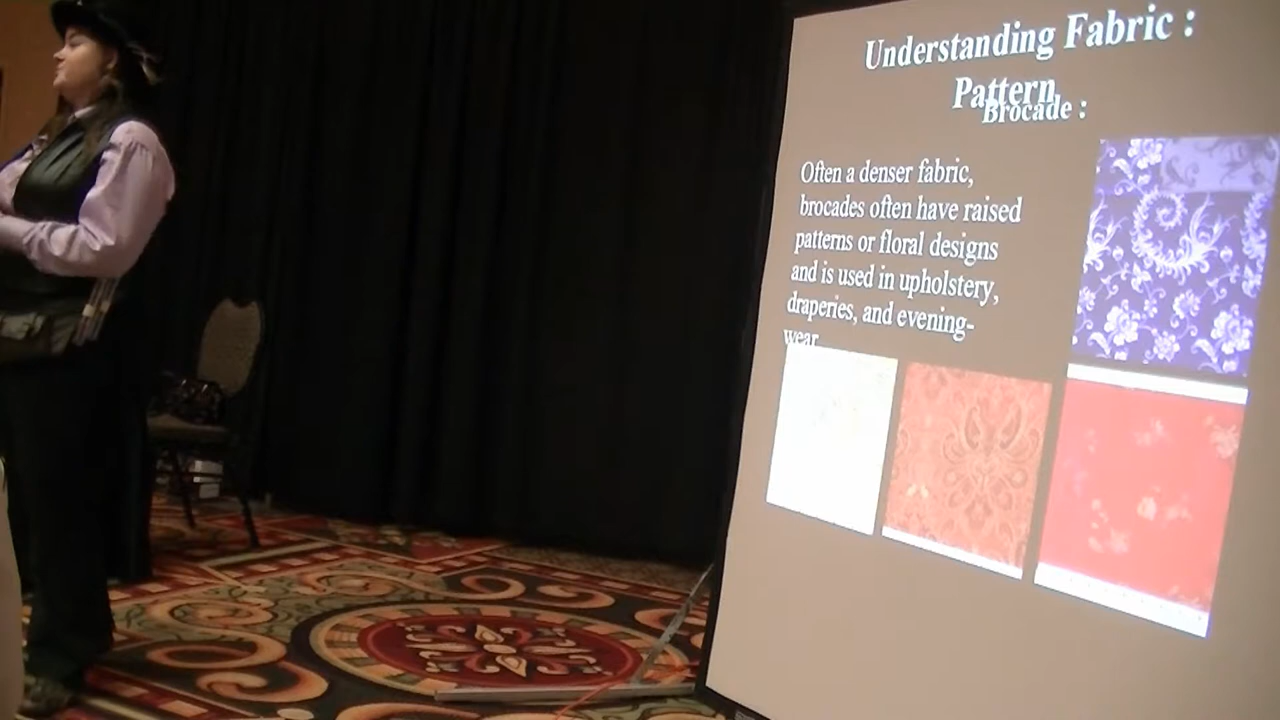 Understanding Fabric :
Pattern
Brocade :
Often a denser fabric,
brocades often have raised
patterns or floral designs
and is used in upholstery,
draperies, and evening-
wear